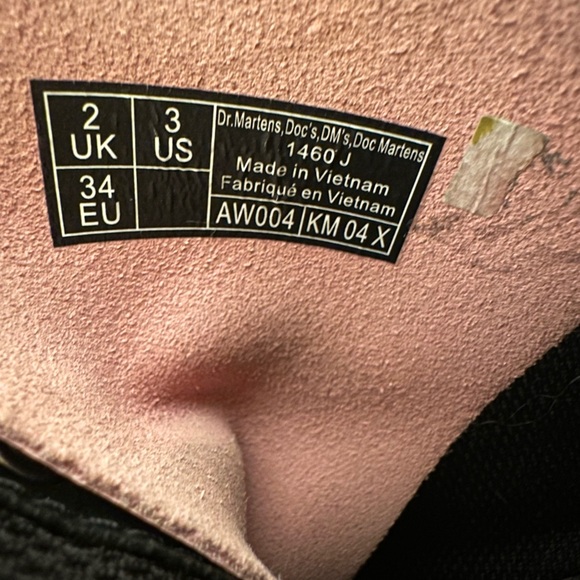 2 UK
3 US
34 EU
Dr.Martens,Doc's,DM's,Doc Martens
1460 J
Made in Vietnam
Fabriqué en Vietnam
AW004 KM 04 X